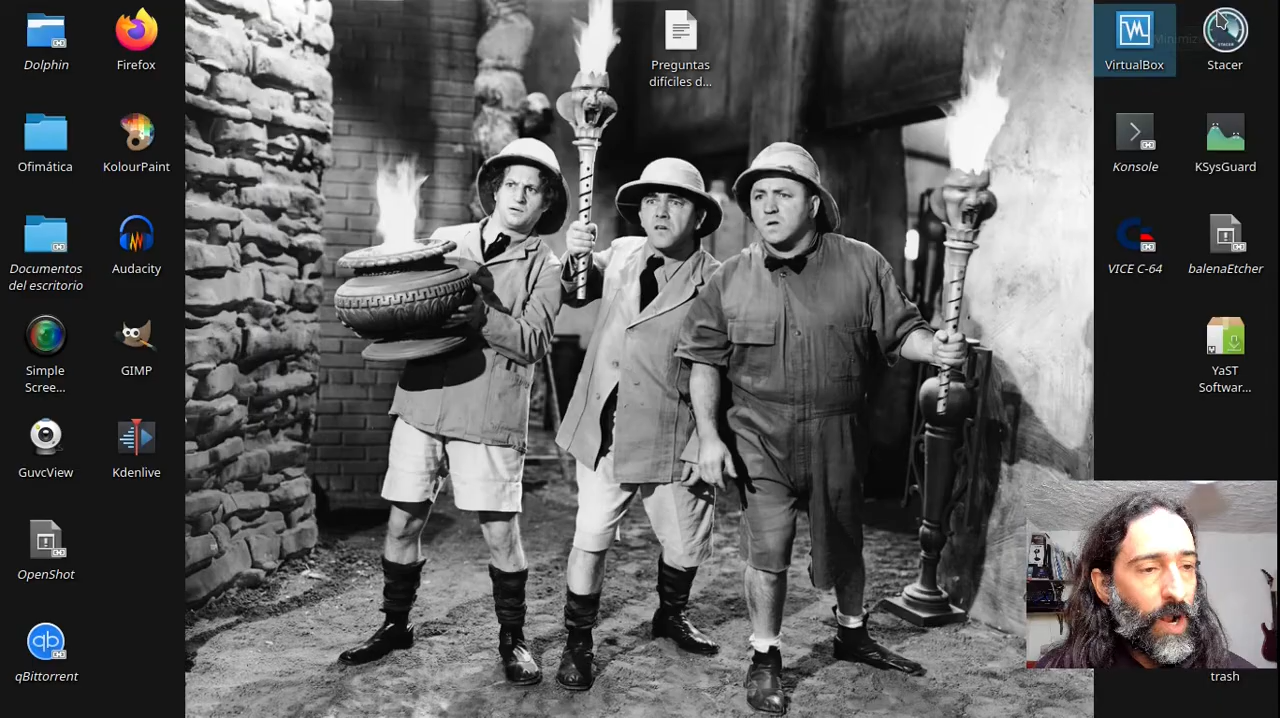 Dolphin
Firefox
Ofimática
KolourPaint
Documentos
del escritorio
Audacity
Simple
Scree...
GIMP
GuvcView
Kdenlive
OpenShot
qBittorrent
Preguntas
difíciles d...
VirtualBox
Stacer
Konsole
KSysGuard
VICE C-64
balenaEtcher
YaST
Softwar...
trash